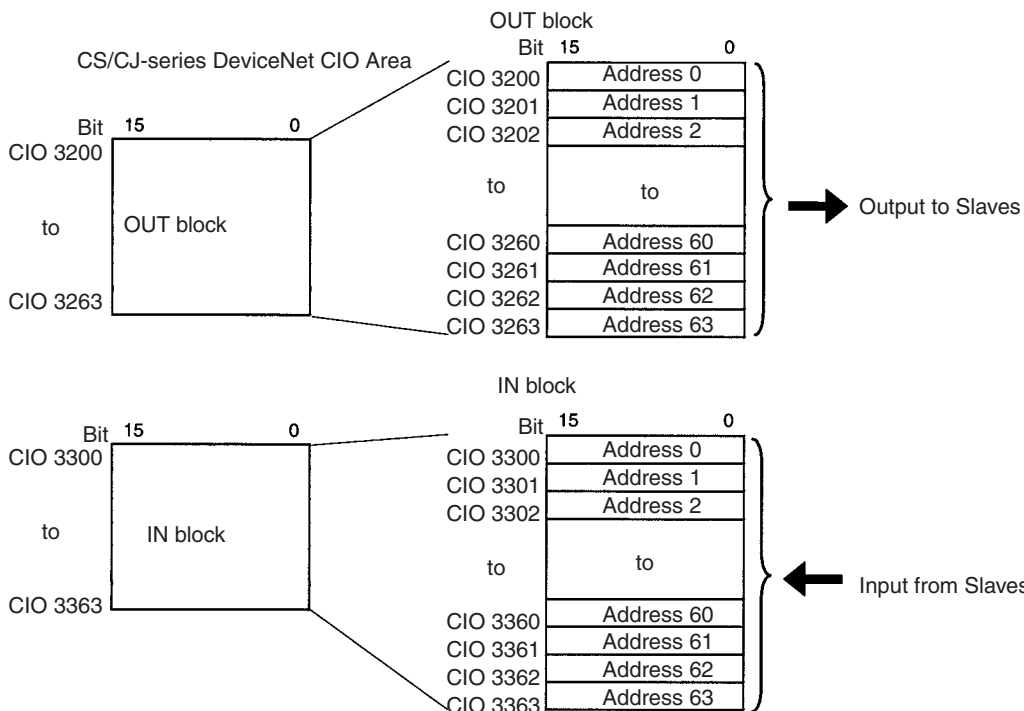 OUT block
CS/CJ-series DeviceNet CIO Area
Bit 15 0
CIO 3200
to
CIO 3263
OUT block
Bit 15 0
CIO 3200 Address 0
CIO 3201 Address 1
CIO 3202 Address 2
to to
CIO 3260 Address 60
CIO 3261 Address 61
CIO 3262 Address 62
CIO 3263 Address 63
Output to Slaves
IN block
Bit 15 0
CIO 3300
to
CIO 3363
IN block
Bit 15 0
CIO 3300 Address 0
CIO 3301 Address 1
CIO 3302 Address 2
to to
CIO 3360 Address 60
CIO 3361 Address 61
CIO 3362 Address 62
CIO 3363 Address 63
Input from Slaves